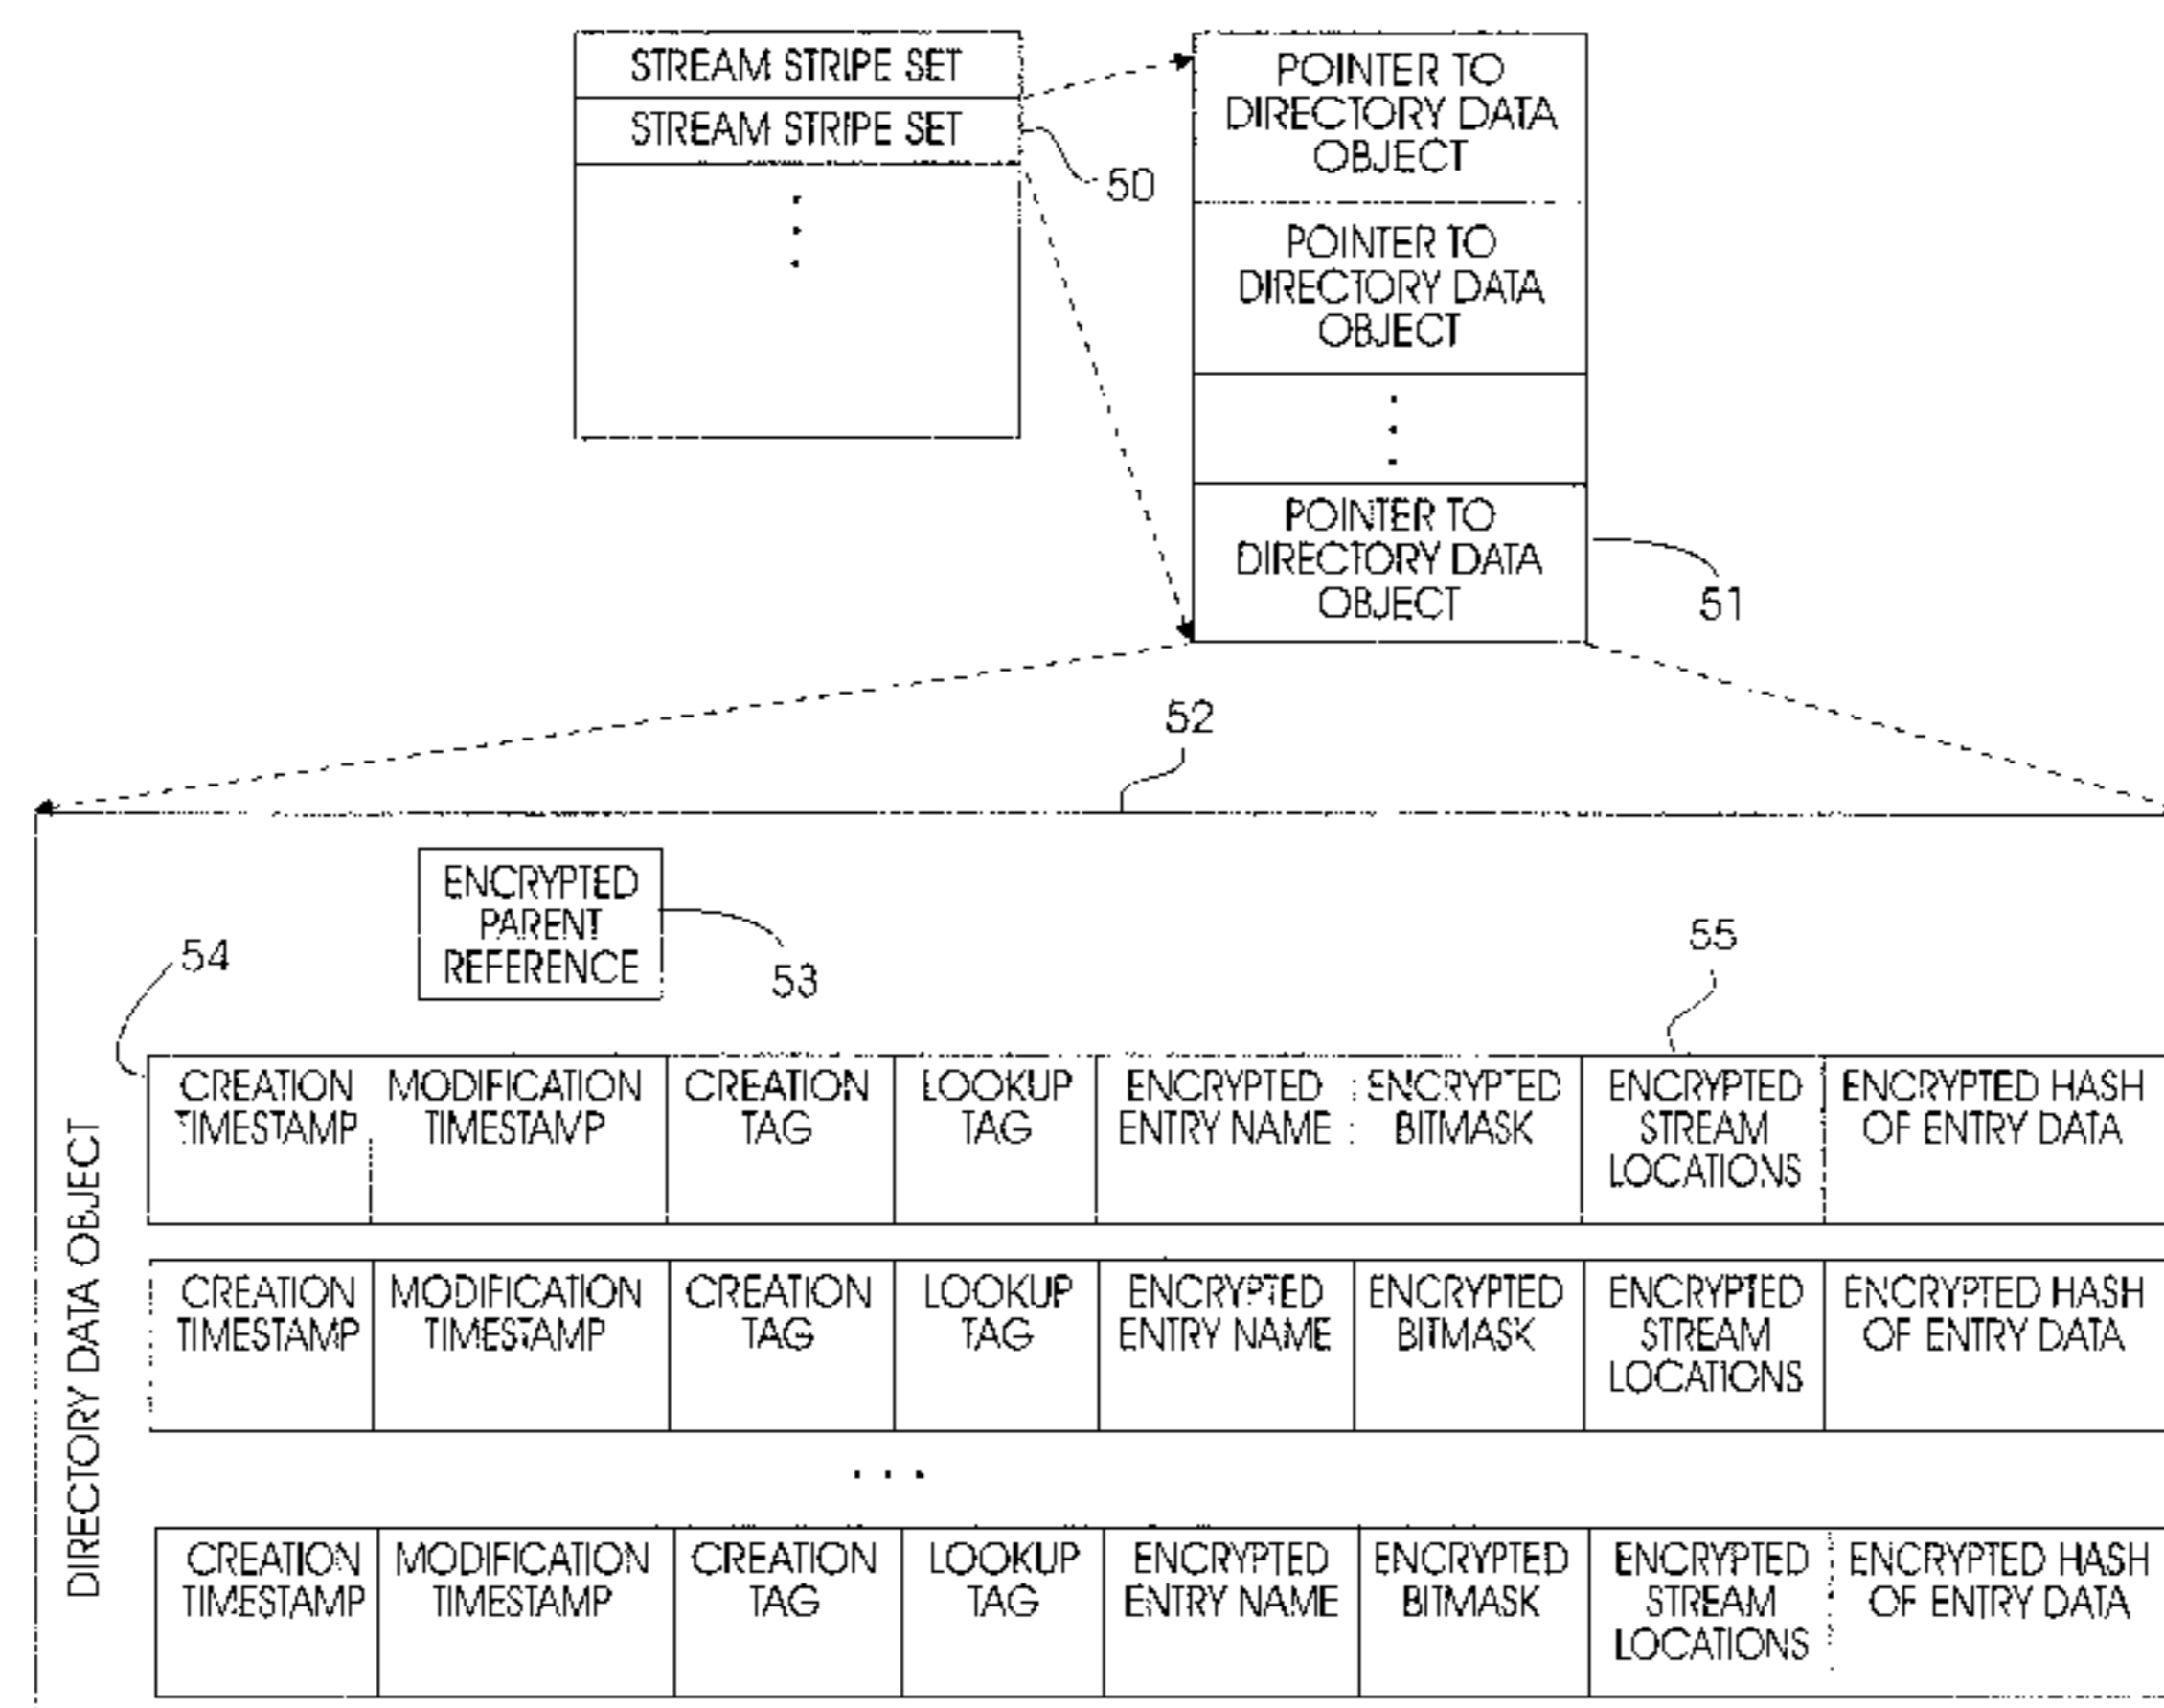 STREAM STRIPE SET
STREAM STRIPE SET
50
POINTER TO
DIRECTORY DATA
OBJECT
POINTER TO
DIRECTORY DATA
OBJECT
POINTER TO
DIRECTORY DATA
OBJECT
51
52
ENCRYPTED
PARENT
REFERENCE
53
54
55
DIRECTORY DATA OBJECT
CREATION
TIMESTAMP
MODIFICATION
TIMESTAMP
CREATION
TAG
LOOKUP
TAG
ENCRYPTED
ENTRY NAME
ENCRYPTED
BITMASK
ENCRYPTED
STREAM
LOCATIONS
ENCRYPTED HASH
OF ENTRY DATA
CREATION
TIMESTAMP
MODIFICATION
TIMESTAMP
CREATION
TAG
LOOKUP
TAG
ENCRYPTED
ENTRY NAME
ENCRYPTED
BITMASK
ENCRYPTED
STREAM
LOCATIONS
ENCRYPTED HASH
OF ENTRY DATA
CREATION
TIMESTAMP
MODIFICATION
TIMESTAMP
CREATION
TAG
LOOKUP
TAG
ENCRYPTED
ENTRY NAME
ENCRYPTED
BITMASK
ENCRYPTED
STREAM
LOCATIONS
ENCRYPTED HASH
OF ENTRY DATA